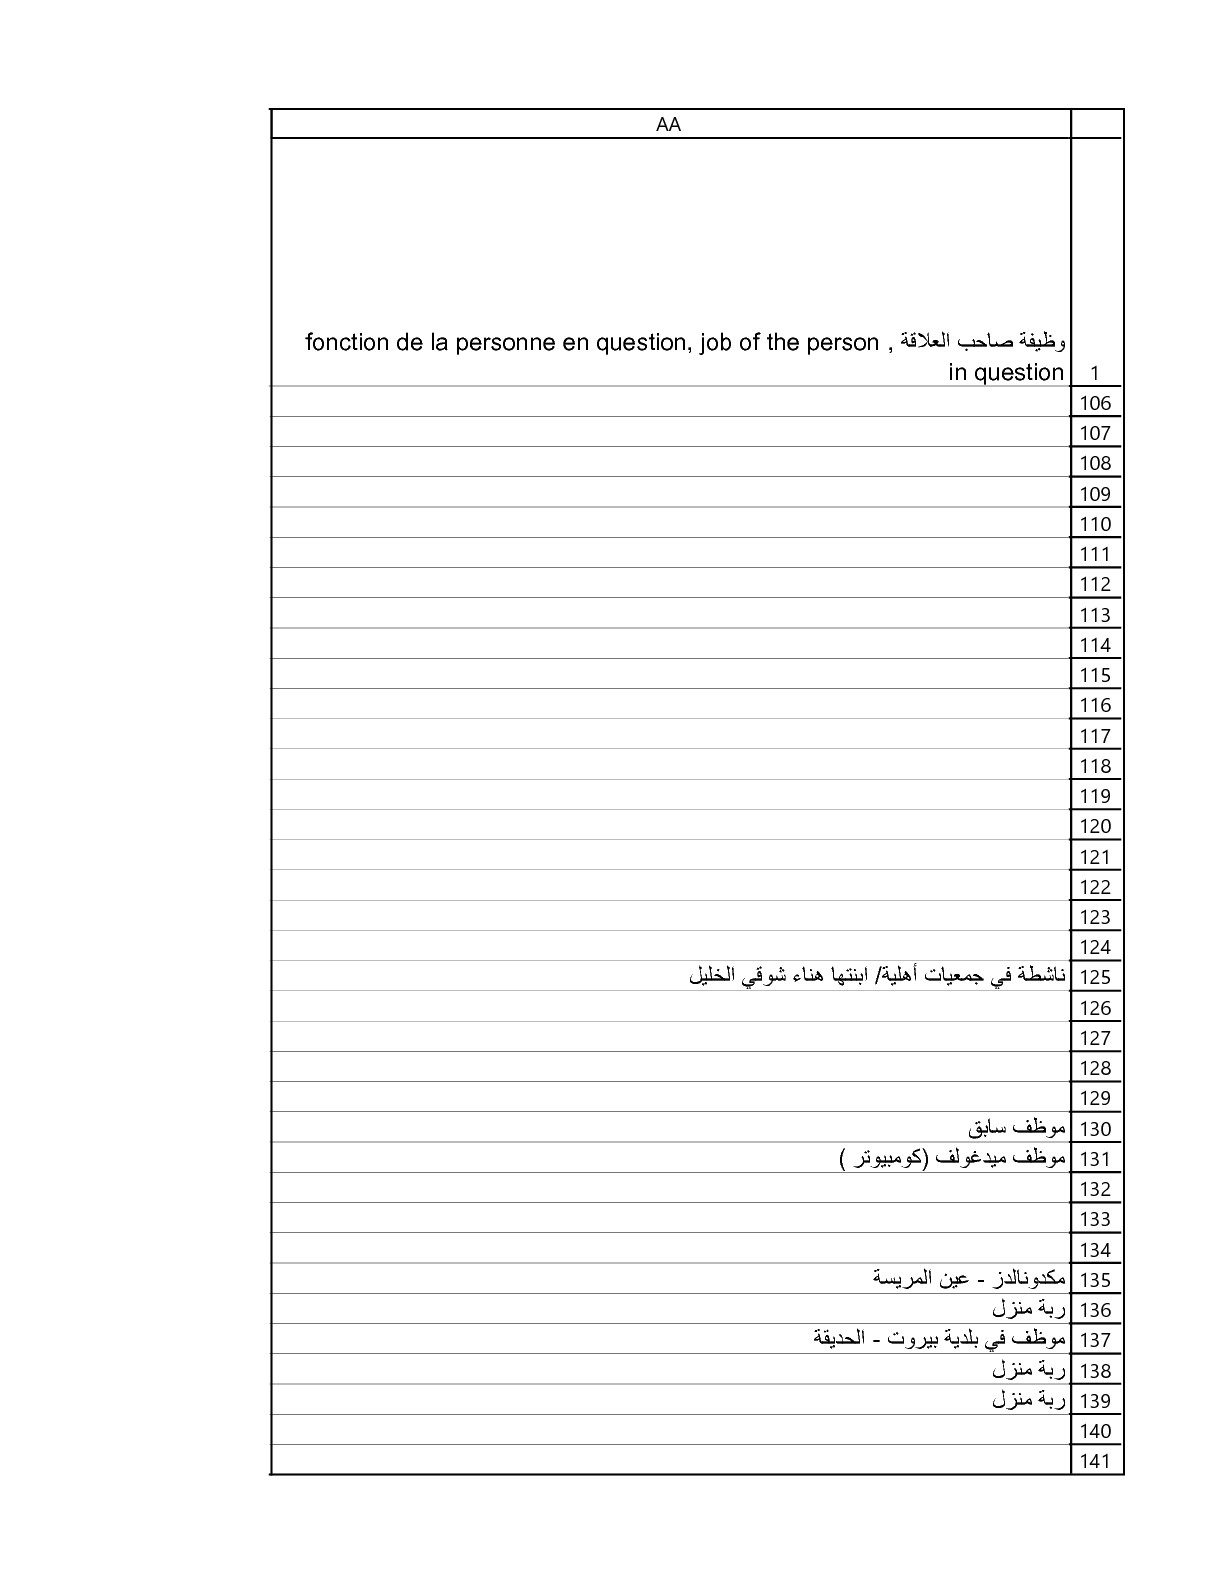 AA
وظيفة صاحب العلاقة , fonction de la personne en question, job of the person
in question 1
106
107
108
109
110
111
112
113
114
115
116
117
118
119
120
121
122
123
124
125 ناشطة في جمعيات أهلية/ ابنتها هناء شوقي الخليل
126
127
128
129
130 موظف سابق
131 موظف ميدغولف (كومبيوتر )
132
133
134
135 مكدونالدز - عين المريسة
136 ربة منزل
137 موظف في بلدية بيروت - الحديقة
138 ربة منزل
139 ربة منزل
140
141